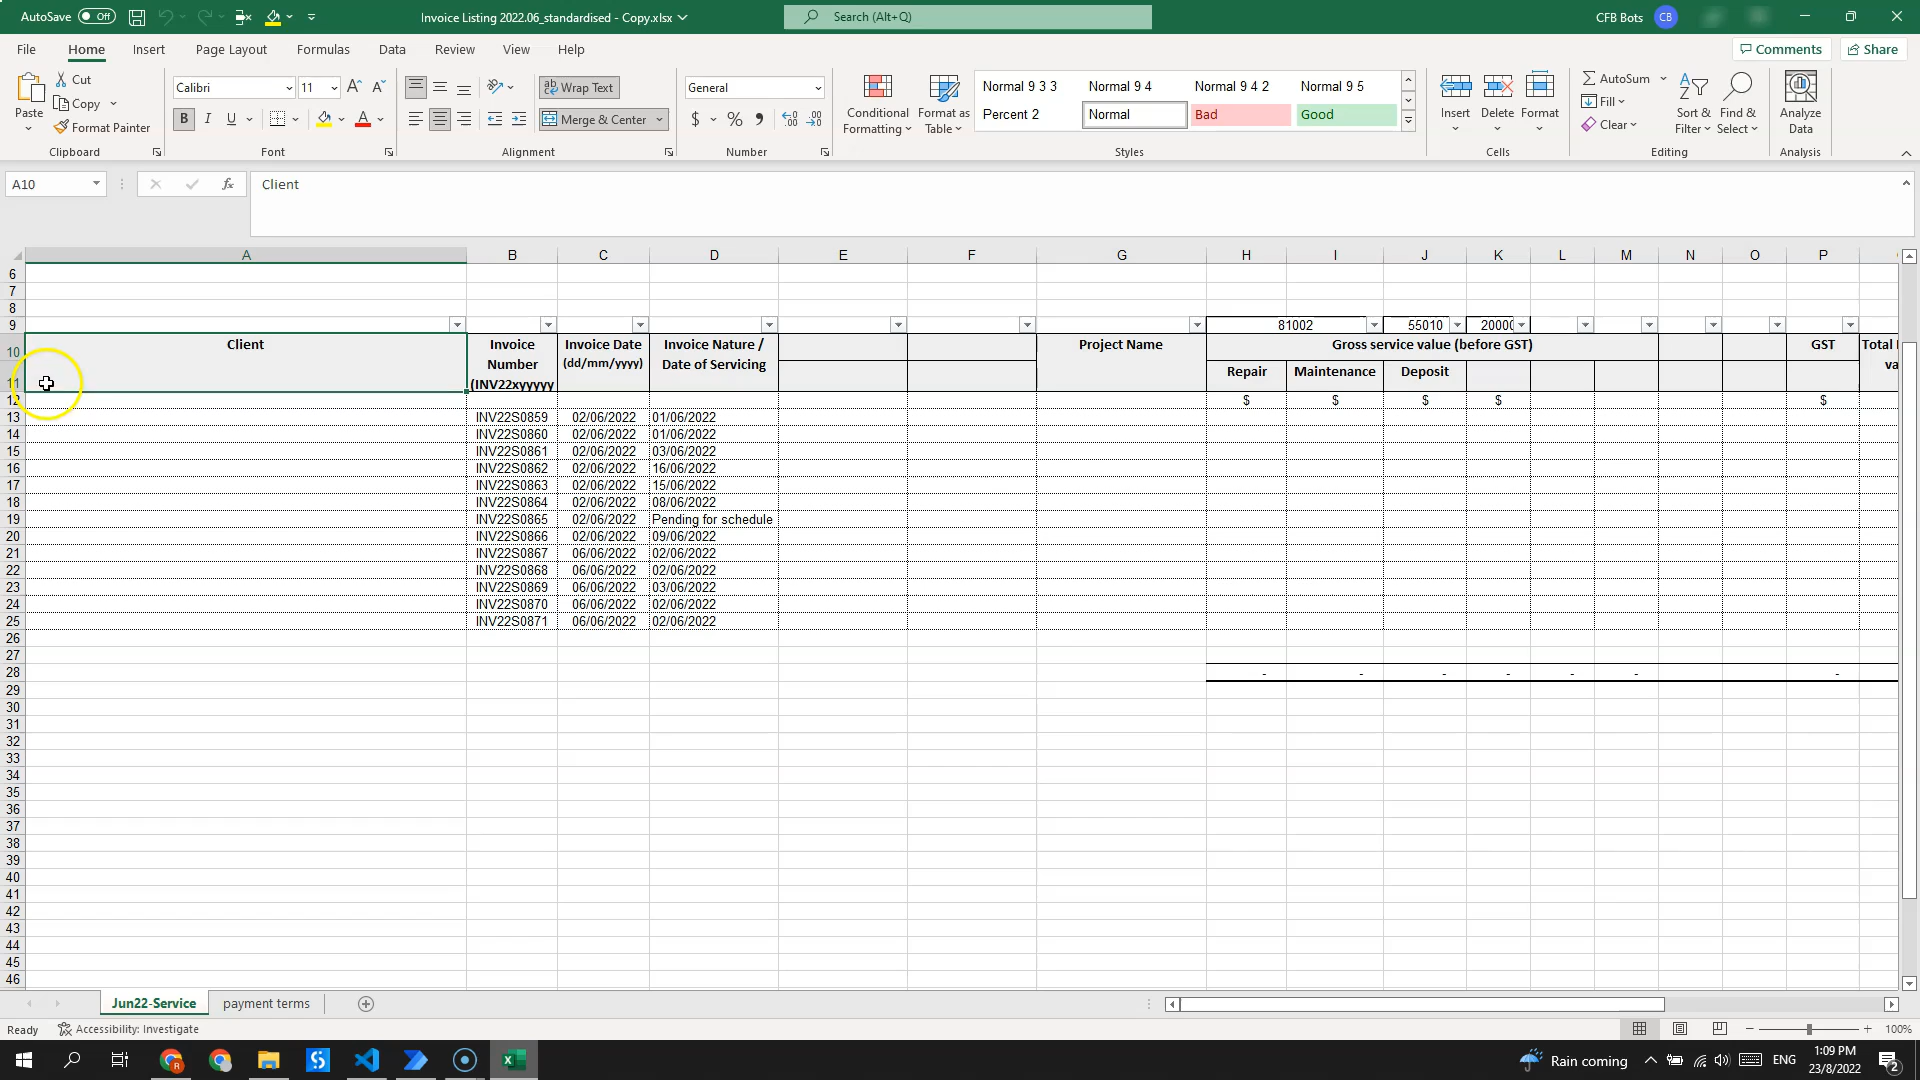 AutoSave Off
Invoice Listing 2022.06_standardised - Copy.xlsx
Search (Alt+Q)
CFB Bots CB
File Home Insert Page Layout Formulas Data Review View Help
Comments Share
Paste
Cut
Copy
Format Painter
Clipboard
Calibri 11
B I U
Font
Wrap Text
Merge & Center
Alignment
General
$ %
Number
Conditional Formatting
Format as Table
Normal 9 3 3 Normal 9 4 Normal 9 4 2 Normal 9 5
Percent 2 Normal Bad Good
Styles
Insert Delete Format
Cells
AutoSum
Fill
Clear
Sort & Filter
Find & Select
Editing
Analyze Data
Analysis
A10 fx Client
A B C D E F G H I J K L M N O P
6
7
8
9 81002 55010 2000
10 Client Invoice Number (INV22xyyyyy Invoice Date (dd/mm/yyyy) Invoice Nature / Date of Servicing Project Name Gross service value (before GST) GST Total
11 Repair Maintenance Deposit va
12 $ $ $ $ $
13 INV22S0859 02/06/2022 01/06/2022
14 INV22S0860 02/06/2022 01/06/2022
15 INV22S0861 02/06/2022 03/06/2022
16 INV22S0862 02/06/2022 16/06/2022
17 INV22S0863 02/06/2022 15/06/2022
18 INV22S0864 02/06/2022 08/06/2022
19 INV22S0865 02/06/2022 Pending for schedule
20 INV22S0866 02/06/2022 09/06/2022
21 INV22S0867 06/06/2022 02/06/2022
22 INV22S0868 06/06/2022 02/06/2022
23 INV22S0869 06/06/2022 03/06/2022
24 INV22S0870 06/06/2022 02/06/2022
25 INV22S0871 06/06/2022 02/06/2022
26
27
28 - - - - - - -
29
30
31
32
33
34
35
36
37
38
39
40
41
42
43
44
45
46
Jun22-Service payment terms
Ready Accessibility: Investigate 100%
Rain coming ENG 1:09 PM
23/8/2022 2